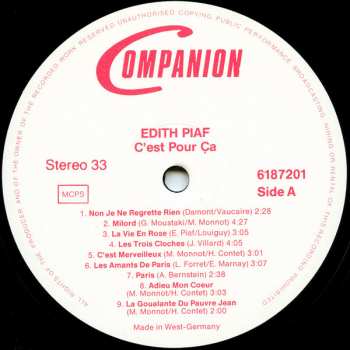 ALL RIGHTS OF THE PRODUCER AND OF THE OWNER OF THE RECORDED WORK RESERVED UNAUTHORISED COPYING PUBLIC PERFORMANCE BROADCASTING, HIRING OR RENTING OF THIS RECORDING PROHIBITED
COMPANION
EDITH PIAF
C'est Pour Ça
Stereo 33
6187201
Side A
MCPS
1. Non Je Ne Regrette Rien (Damont/Vaucaire) 2:28
2. Milord (G. Moustaki/M. Monnot) 4:27
3. La Vie En Rose (E. Piaf/Louiguy) 3:05
4. Les Trois Cloches (J. Villard) 4:05
5. C'est Merveilleux (M. Monnot/H. Contet) 3:01
6. Les Amants De Paris (L. Forret/E. Marnay) 3:07
7. Paris (A. Bernstein) 2:38
8. Adieu Mon Coeur
(M. Monnot/H. Contet) 3:03
9. La Goualante Du Pauvre Jean
(M. Monnot/H. Contet) 2:00
Made in West-Germany